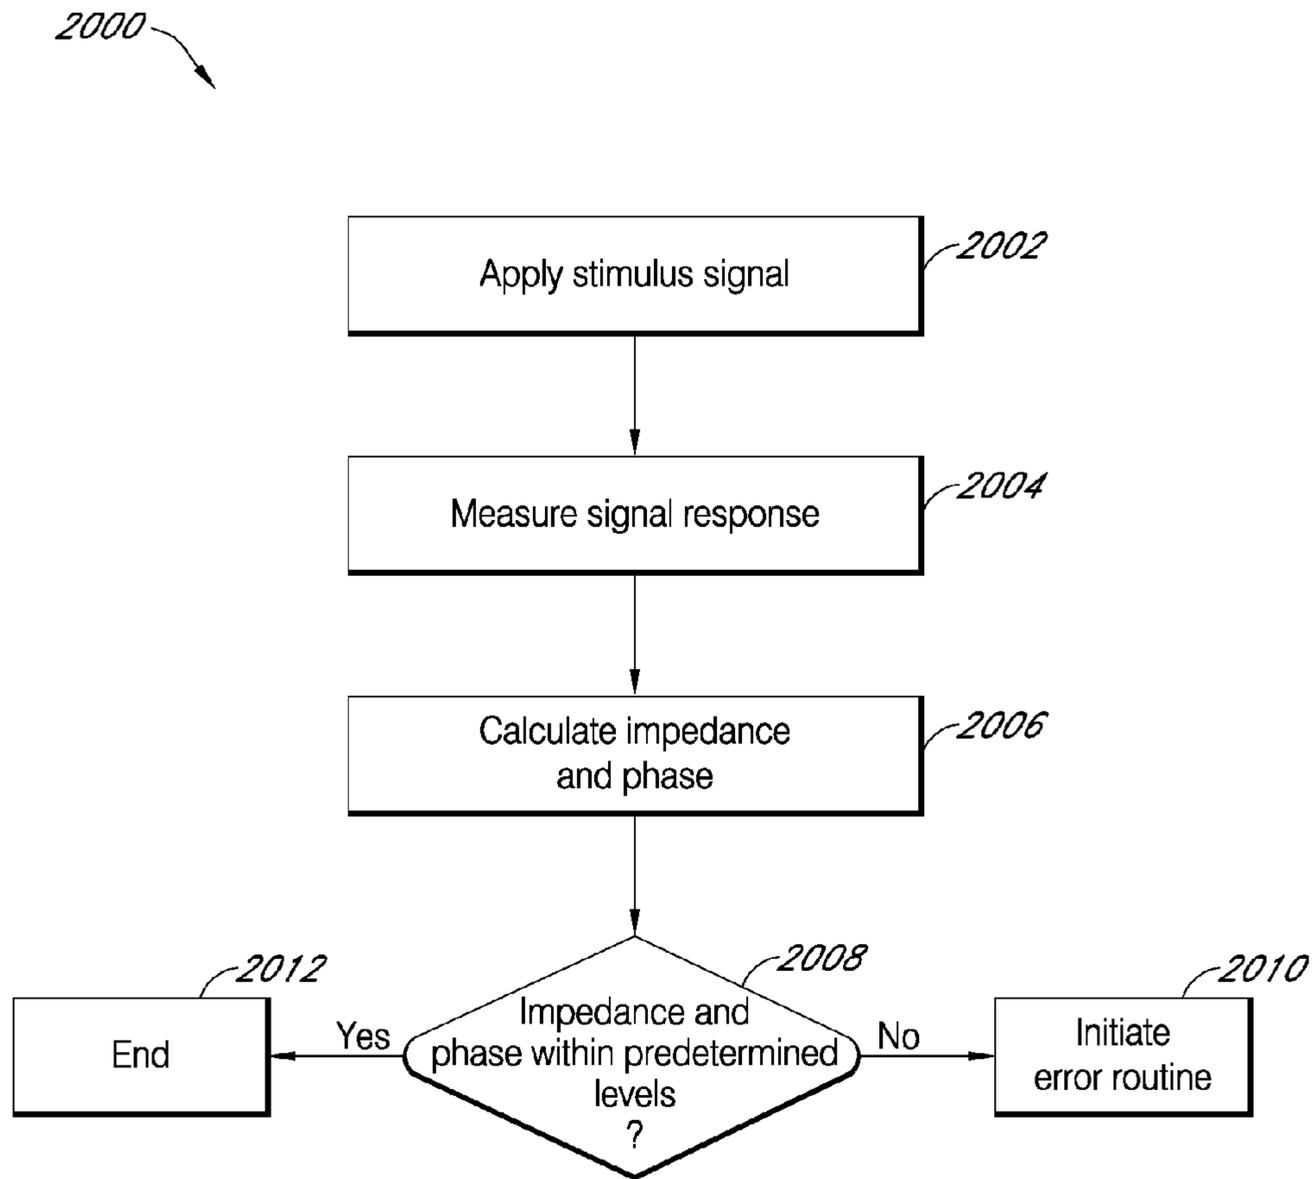 2000
Apply stimulus signal
2002
Measure signal response
2004
Calculate impedance
and phase
2006
2012
End
Yes
2008
Impedance and
phase within predetermined
levels
?
No
2010
Initiate
error routine